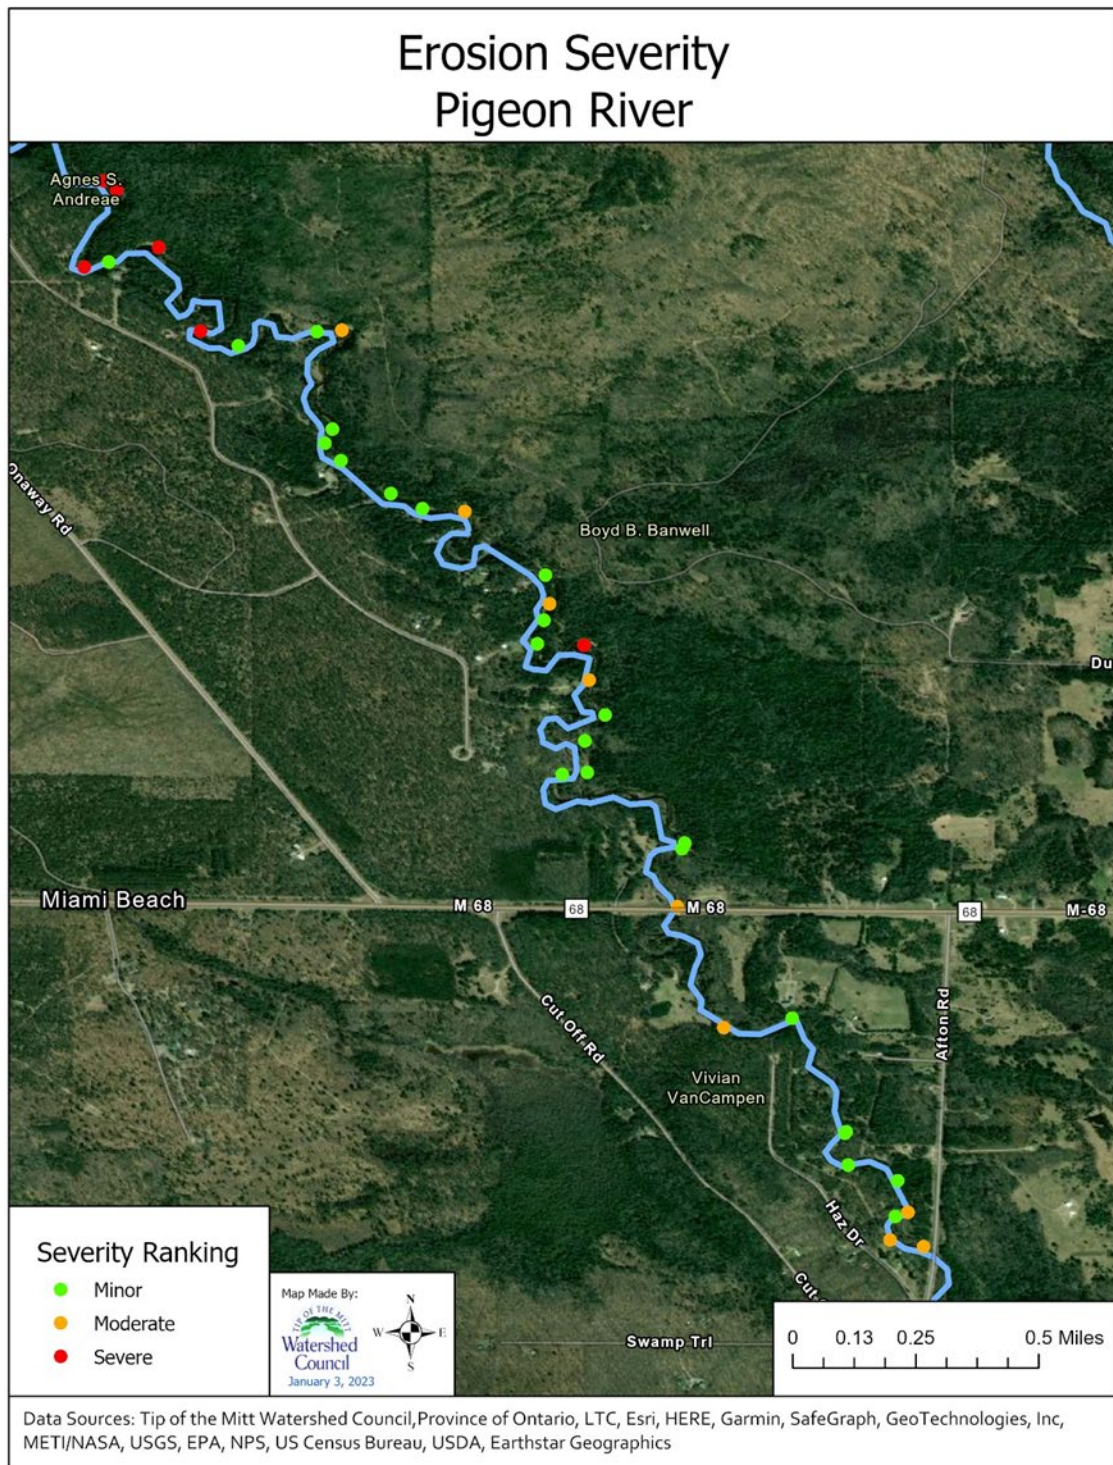 Erosion Severity
Pigeon River
Agnes S.
Andreae
Onaway Rd
Boyd B. Banwell
Du
Miami Beach
M 68
68
M 68
68
M-68
Cut Off Rd
Afton Rd
Vivian
VanCampen
Haz Dr
Cut-
Swamp Trl
Severity Ranking
Minor
Moderate
Severe
Map Made By:
TIP OF THE MITT
Watershed
Council
January 3, 2023
N
W E
S
0 0.13 0.25 0.5 Miles
Data Sources: Tip of the Mitt Watershed Council,Province of Ontario, LTC, Esri, HERE, Garmin, SafeGraph, GeoTechnologies, Inc,
METI/NASA, USGS, EPA, NPS, US Census Bureau, USDA, Earthstar Geographics